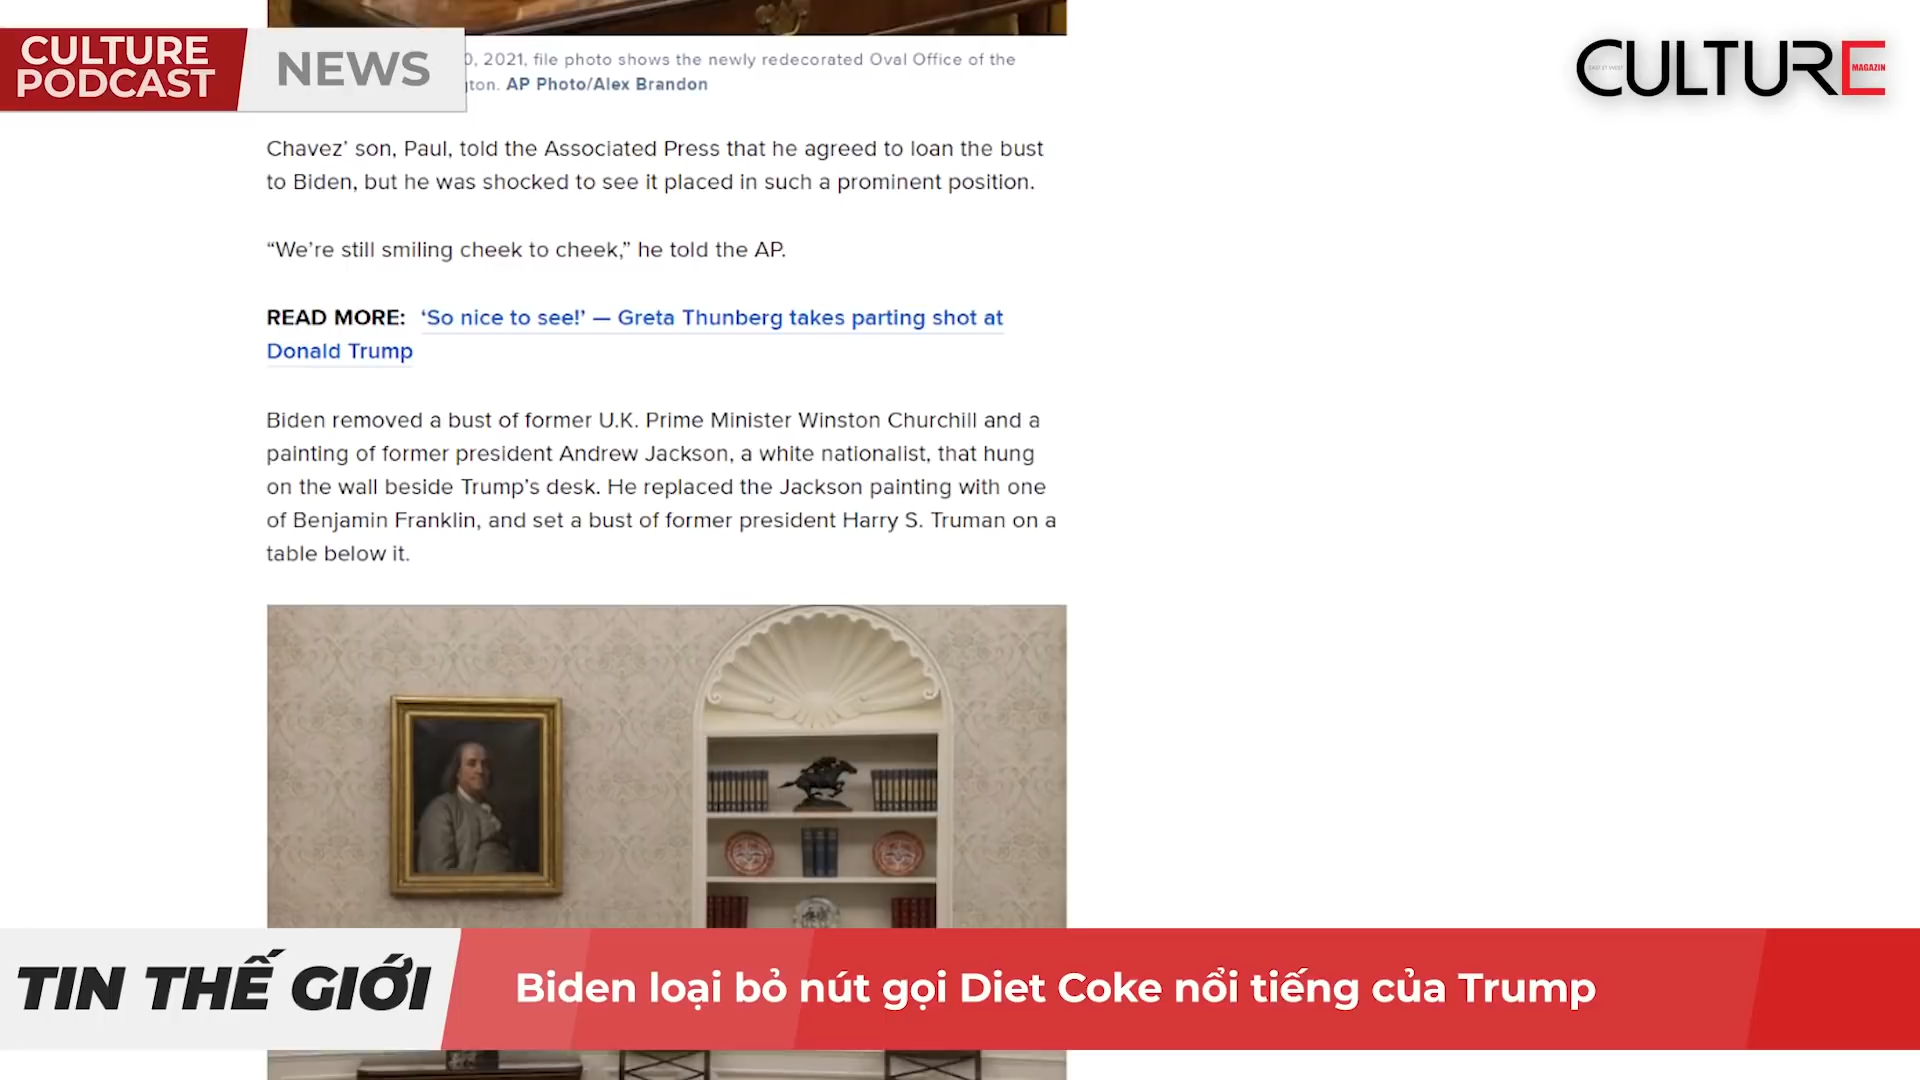 CULTURE
PODCAST
NEWS
CULTURE
MAGAZIN
0, 2021, file photo shows the newly redecorated Oval Office of the
ton. AP Photo/Alex Brandon
Chavez’ son, Paul, told the Associated Press that he agreed to loan the bust
to Biden, but he was shocked to see it placed in such a prominent position.
“We’re still smiling cheek to cheek,” he told the AP.
READ MORE: ‘So nice to see!’ — Greta Thunberg takes parting shot at
Donald Trump
Biden removed a bust of former U.K. Prime Minister Winston Churchill and a
painting of former president Andrew Jackson, a white nationalist, that hung
on the wall beside Trump’s desk. He replaced the Jackson painting with one
of Benjamin Franklin, and set a bust of former president Harry S. Truman on a
table below it.
TIN THẾ GIỚI
Biden loại bỏ nút gọi Diet Coke nổi tiếng của Trump